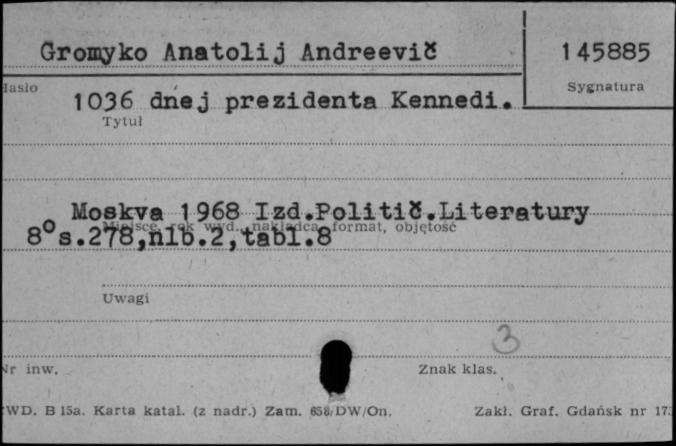 Gromyko Anatolij Andreevič
145885
Hasło
Sygnatura
1036 dnej prezidenta Kennedi.
Tytuł
Moskva 1968 Izd.Politič.Literatury
Miejsce, rok wyd., nakładca, format, objętość
8° s.278,nlb.2,tabl.8
Uwagi
3
Nr inw.
Znak klas.
WD. B 15a. Karta katal. (z nadr.) Zam. 658/DW/On.
Zakł. Graf. Gdańsk nr 17